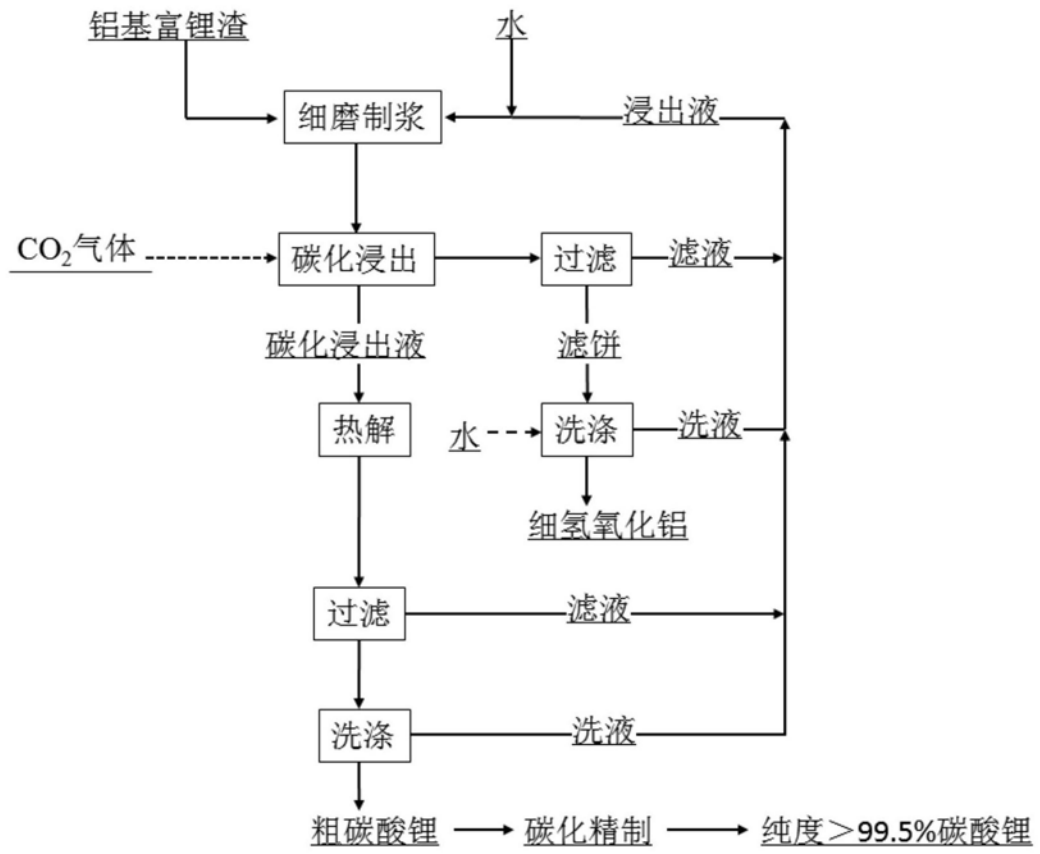 铝基富锂渣
水
细磨制浆
浸出液
CO₂气体
碳化浸出
过滤
滤液
碳化浸出液
滤饼
热解
水
洗涤
洗液
细氢氧化铝
过滤
滤液
洗涤
洗液
粗碳酸锂
碳化精制
纯度＞99.5%碳酸锂